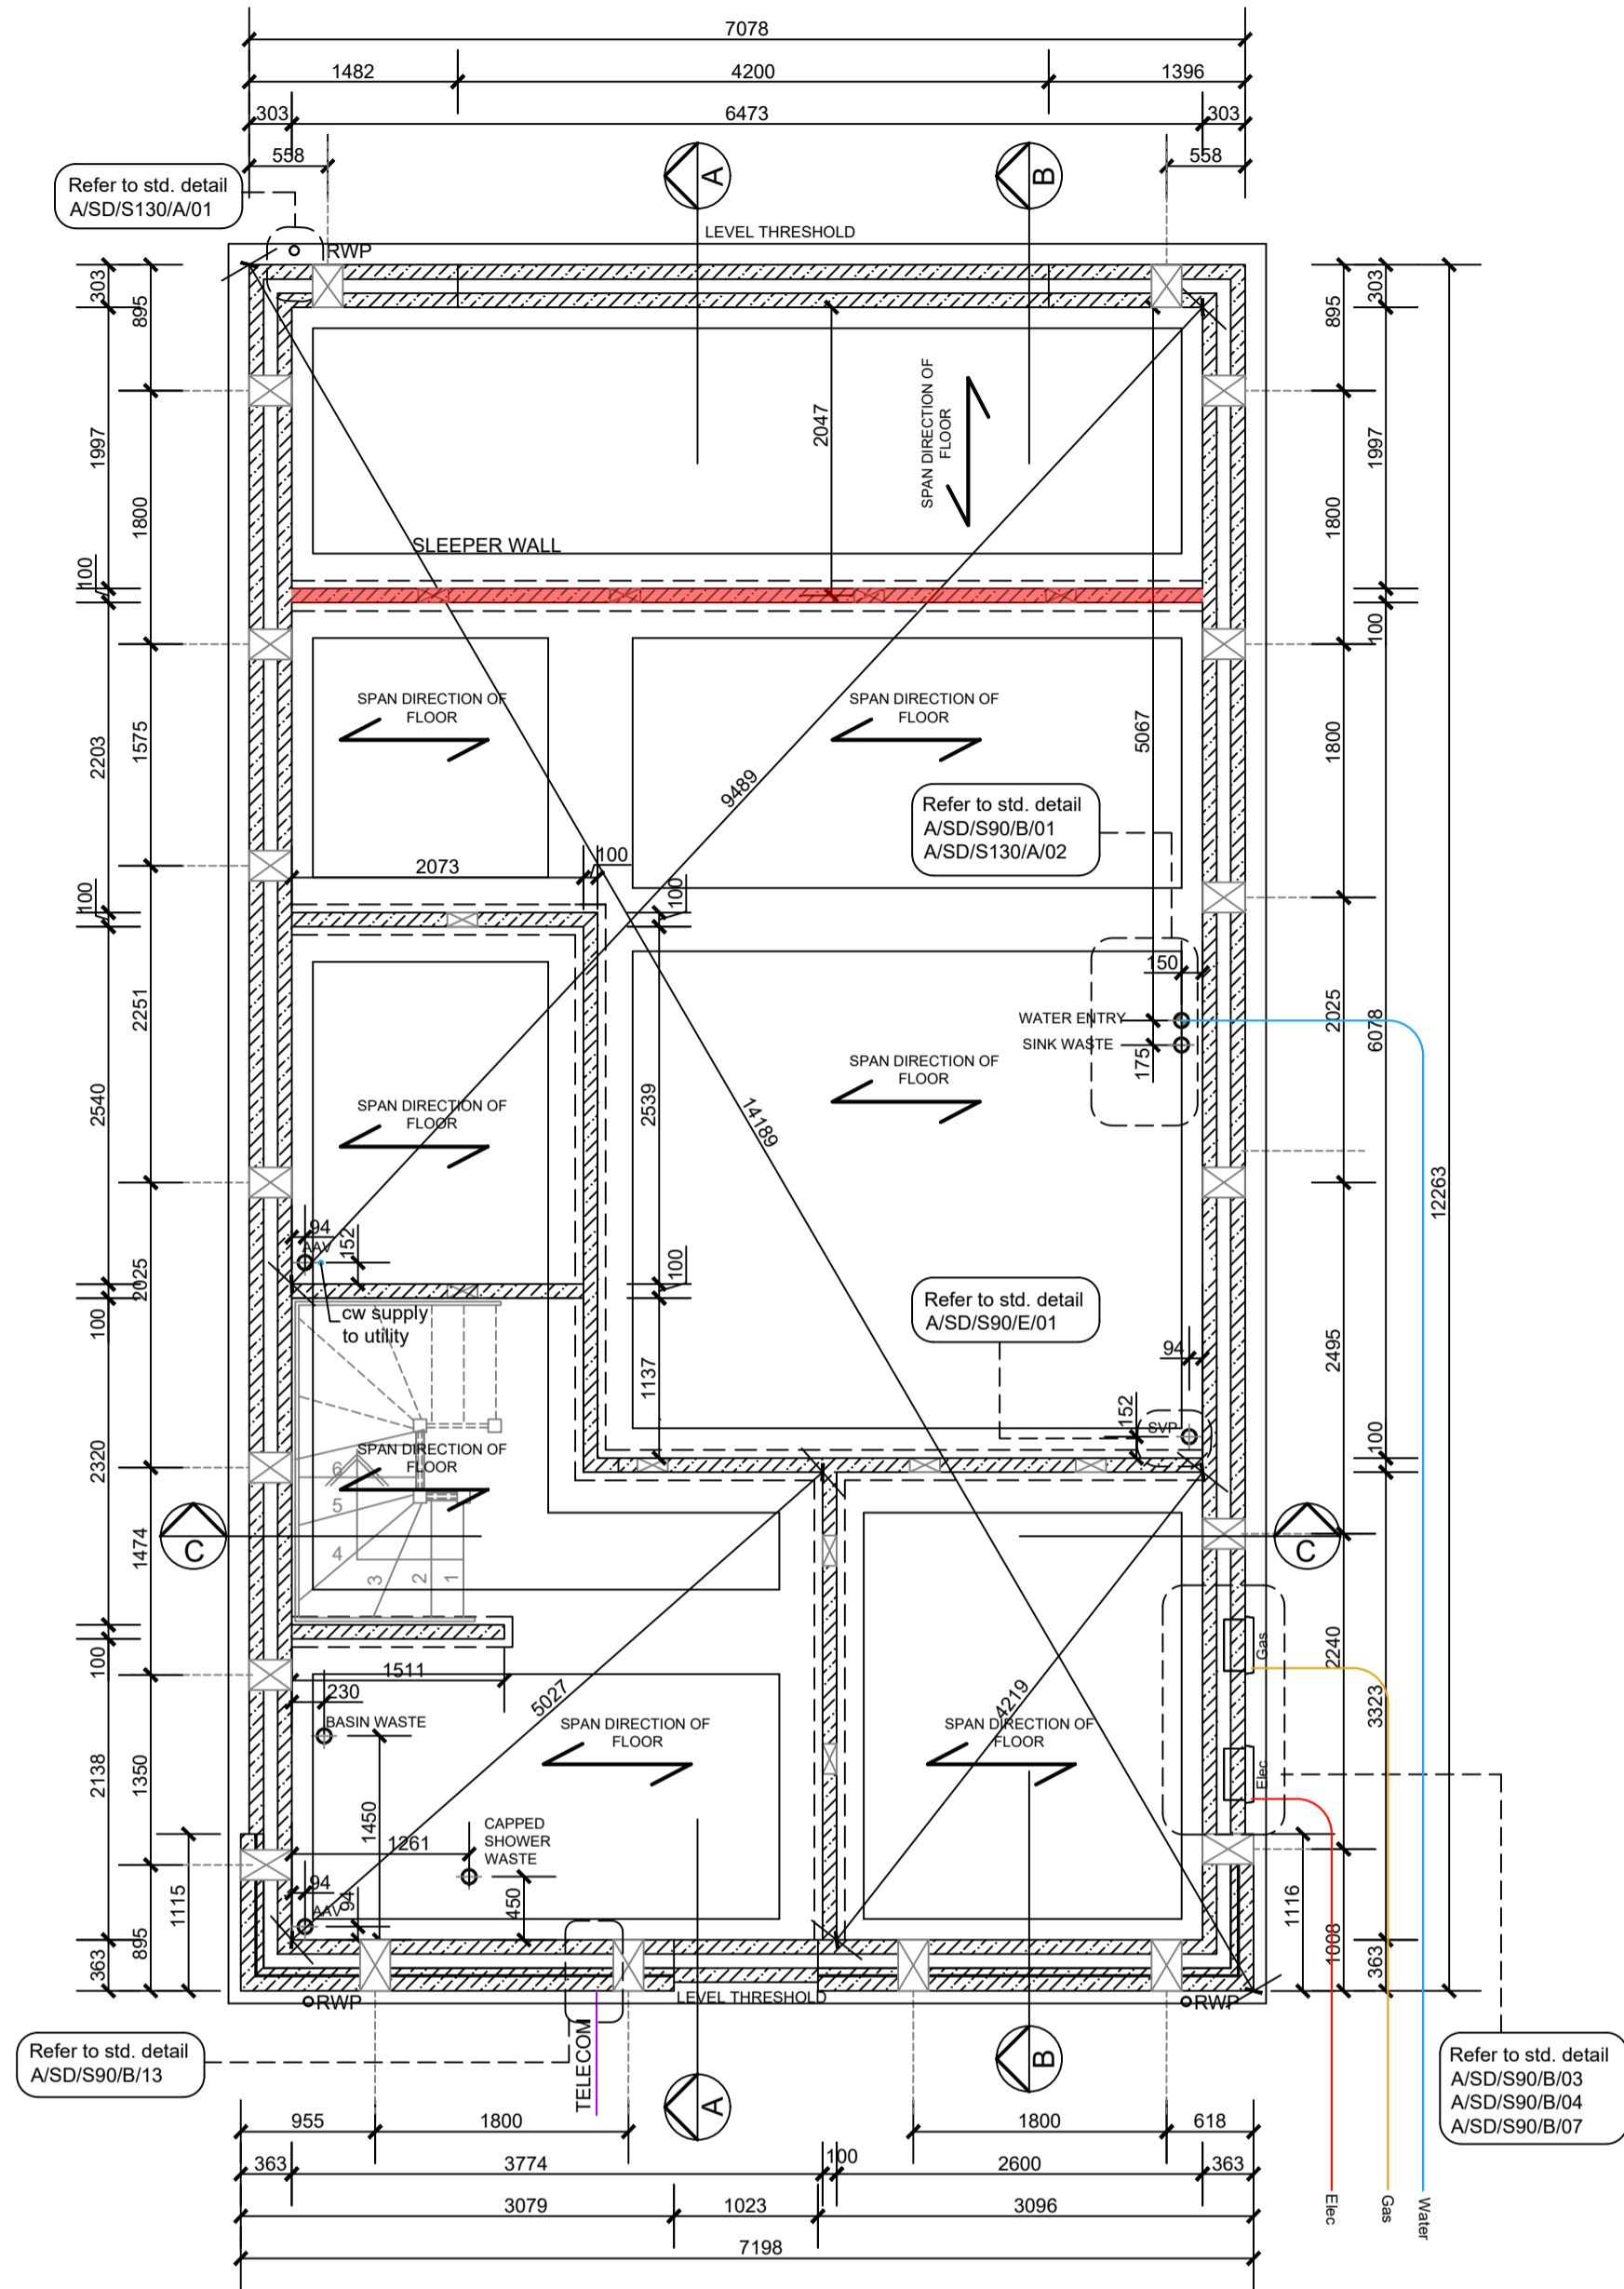 7078
1482
4200
1396
303
6473
303
558
558
A
B
Refer to std. detail
A/SD/S130/A/01
RWP
LEVEL THRESHOLD
303
895
895
303
2047
SPAN DIRECTION OF
FLOOR
1997
1800
1800
1997
SLEEPER WALL
100
100
SPAN DIRECTION OF
FLOOR
SPAN DIRECTION OF
FLOOR
2203
1575
5067
1800
9489
Refer to std. detail
A/SD/S90/B/01
A/SD/S130/A/02
2073
100
100
100
150
WATER ENTRY
SINK WASTE
175
2251
2025
6078
2540
2539
SPAN DIRECTION OF
FLOOR
SPAN DIRECTION OF
FLOOR
14189
12263
94
AAV
152
2025
100
100
cw supply
to utility
Refer to std. detail
A/SD/S90/E/01
1137
94
152
SVP
2495
100
2320
SPAN DIRECTION OF
FLOOR
6
5
4
3
2
1
C
C
1474
100
1511
230
BASIN WASTE
5027
4219
SPAN DIRECTION OF
FLOOR
SPAN DIRECTION OF
FLOOR
Gas
Elec
2240
3323
2138
1350
1450
1261
CAPPED
SHOWER
WASTE
450
94
AAV
94
1115
1116
895
363
1008
363
RWP
LEVEL THRESHOLD
RWP
Refer to std. detail
A/SD/S90/B/13
TELECOM
A
B
Refer to std. detail
A/SD/S90/B/03
A/SD/S90/B/04
A/SD/S90/B/07
955
1800
1800
618
363
3774
100
2600
363
3079
1023
3096
7198
Elec
Gas
Water